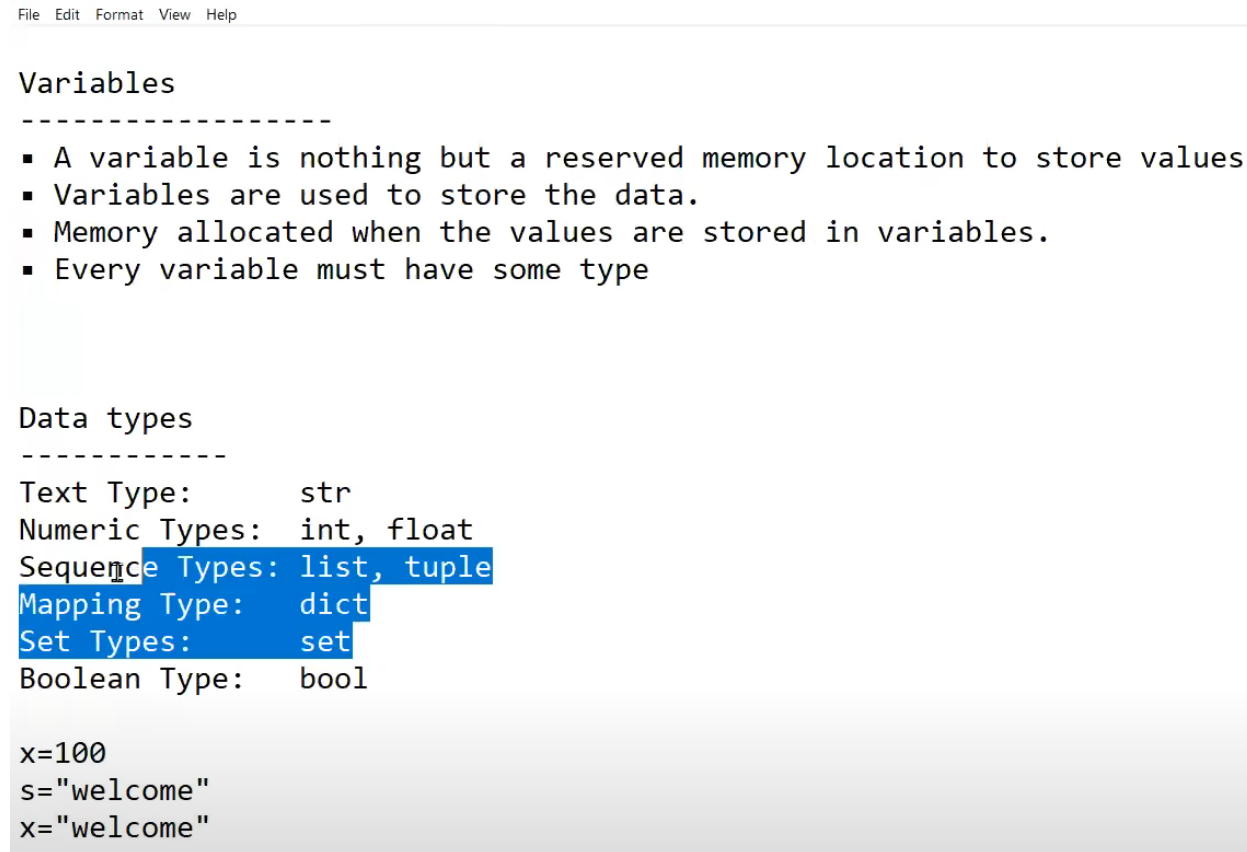 File Edit Format View Help
Variables
------------------
▪ A variable is nothing but a reserved memory location to store values
▪ Variables are used to store the data.
▪ Memory allocated when the values are stored in variables.
▪ Every variable must have some type
Data types
------------
Text Type: str
Numeric Types: int, float
Sequence Types: list, tuple
Mapping Type: dict
Set Types: set
Boolean Type: bool
x=100
s="welcome"
x="welcome"